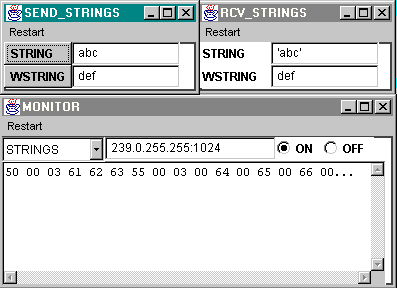 SEND_STRINGS
Restart
STRING abc
WSTRING def
RCV_STRINGS
Restart
STRING 'abc'
WSTRING def
MONITOR
Restart
STRINGS 239.0.255.255:1024 ON OFF
50 00 03 61 62 63 55 00 03 00 64 00 65 00 66 00...